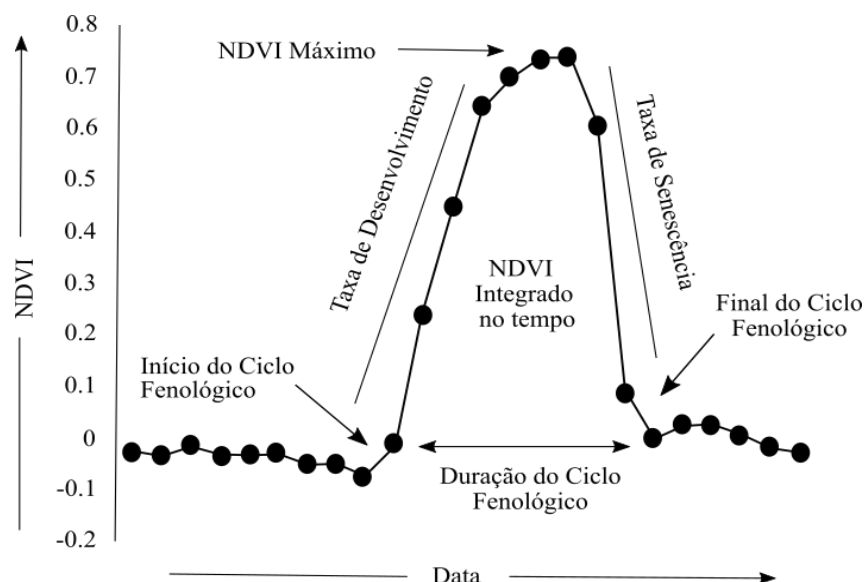 0.8
0.7
0.6
0.5
0.4
0.3
0.2
0.1
0
-0.1
-0.2
NDVI
NDVI Máximo
Taxa de Desenvolvimento
Taxa de Senescência
NDVI
Integrado
no tempo
Início do Ciclo
Fenológico
Final do Ciclo
Fenológico
Duração do Ciclo
Fenológico
Data